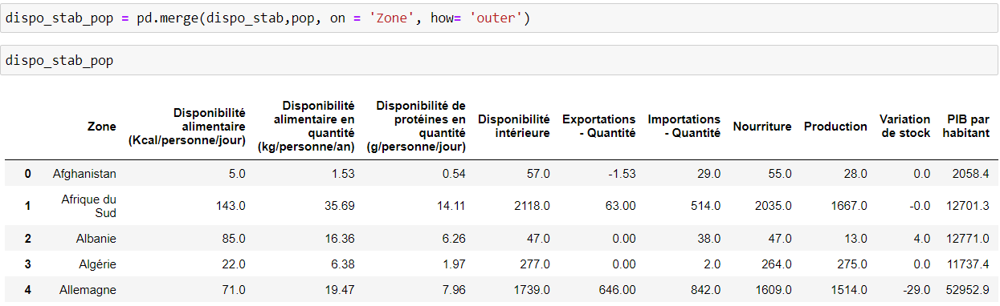 dispo_stab_pop = pd.merge(dispo_stab,pop, on = 'Zone', how= 'outer')
dispo_stab_pop
Zone Disponibilité alimentaire (Kcal/personne/jour) Disponibilité alimentaire en quantité (kg/personne/an) Disponibilité de protéines en quantité (g/personne/jour) Disponibilité intérieure Exportations - Quantité Importations - Quantité Nourriture Production Variation de stock PIB par habitant
0 Afghanistan 5.0 1.53 0.54 57.0 -1.53 29.0 55.0 28.0 0.0 2058.4
1 Afrique du Sud 143.0 35.69 14.11 2118.0 63.00 514.0 2035.0 1667.0 -0.0 12701.3
2 Albanie 85.0 16.36 6.26 47.0 0.00 38.0 47.0 13.0 4.0 12771.0
3 Algérie 22.0 6.38 1.97 277.0 0.00 2.0 264.0 275.0 0.0 11737.4
4 Allemagne 71.0 19.47 7.96 1739.0 646.00 842.0 1609.0 1514.0 -29.0 52952.9